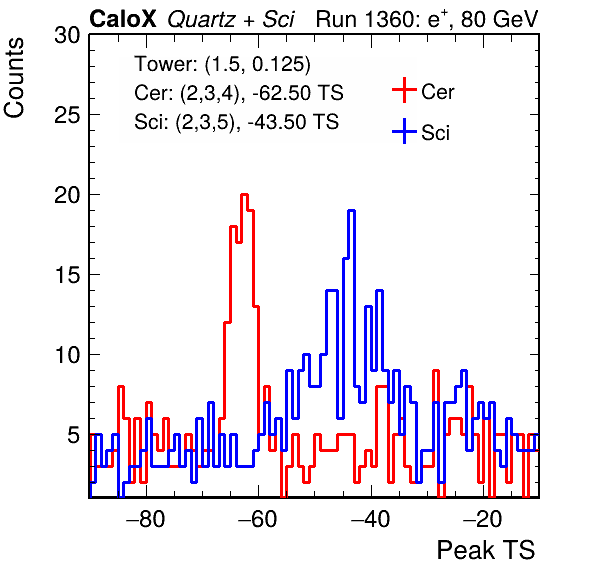 CaloX Quartz + Sci Run 1360: e⁺, 80 GeV
Counts
30
25
20
15
10
5
Tower: (1.5, 0.125)
Cer: (2,3,4), -62.50 TS
Sci: (2,3,5), -43.50 TS
Cer
Sci
−80 −60 −40 −20
Peak TS